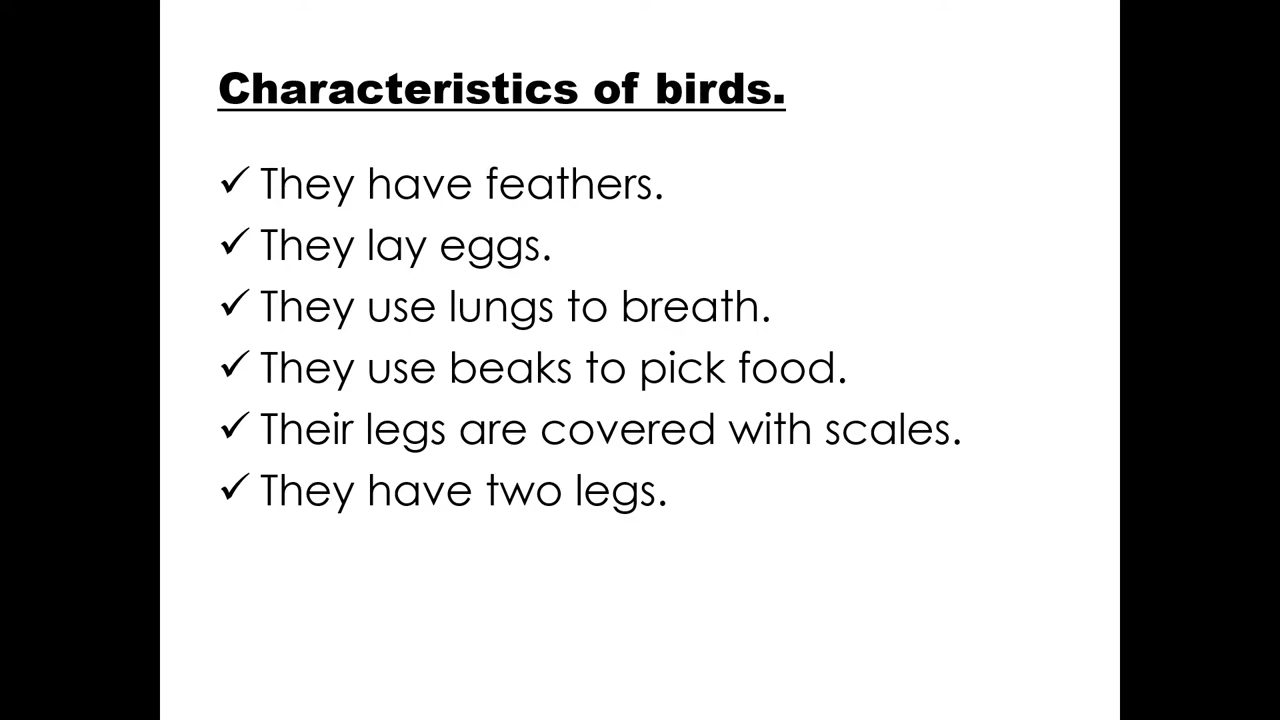 Characteristics of birds.
✓ They have feathers.
✓ They lay eggs.
✓ They use lungs to breath.
✓ They use beaks to pick food.
✓ Their legs are covered with scales.
✓ They have two legs.